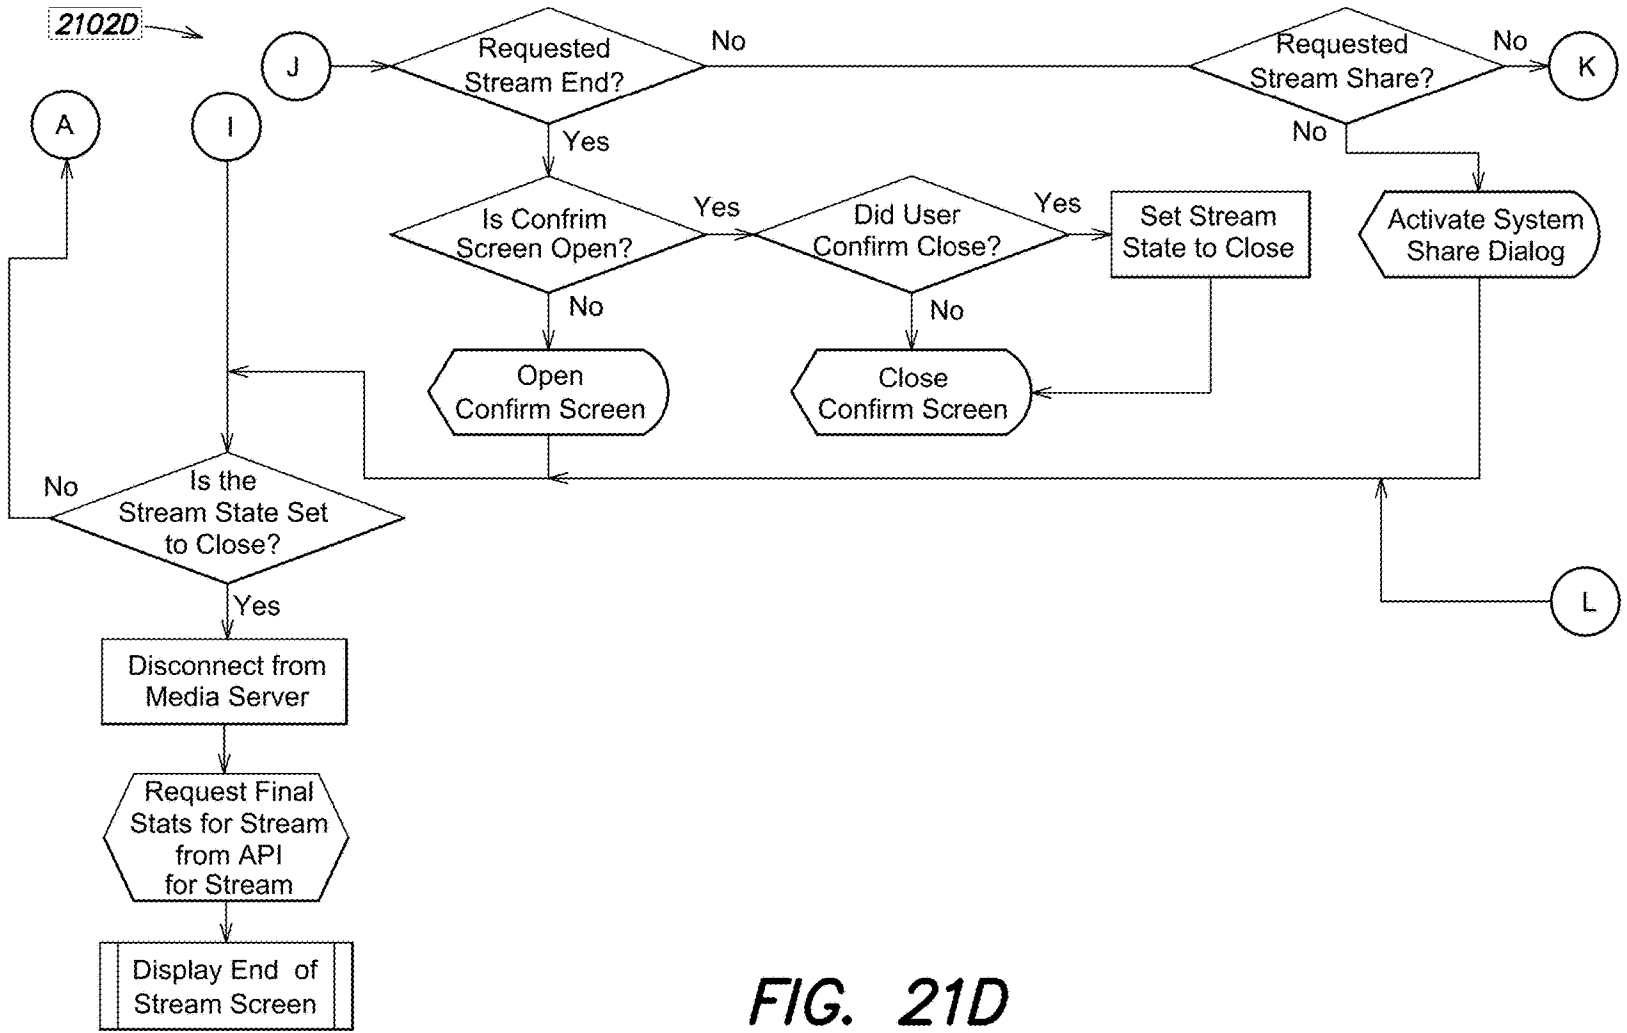 2102D
J
Requested
Stream End?
No
Requested
Stream Share?
No
K
A
I
Yes
No
Is Confrim
Screen Open?
Yes
Did User
Confirm Close?
Yes
Set Stream
State to Close
Activate System
Share Dialog
No
No
Open
Confirm Screen
Close
Confirm Screen
No
Is the
Stream State Set
to Close?
L
Yes
Disconnect from
Media Server
Request Final
Stats for Stream
from API
for Stream
Display End of
Stream Screen
FIG. 21D